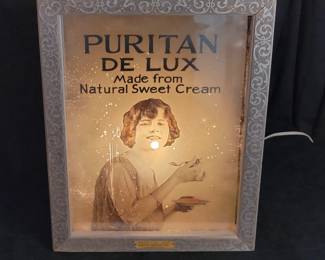 PURITAN
DE LUX
Made from
Natural Sweet Cream